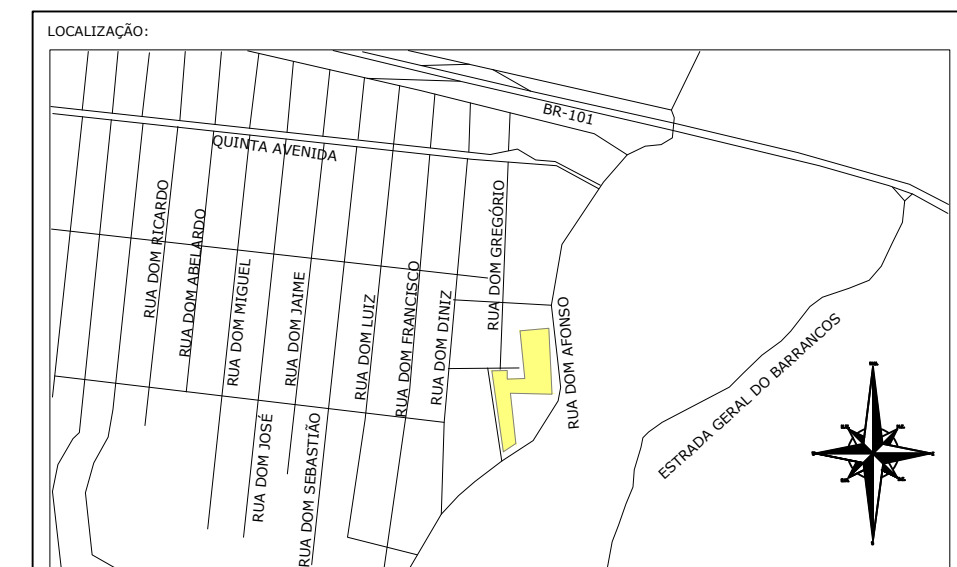 LOCALIZAÇÃO:
BR-101
QUINTA AVENIDA
RUA DOM RICARDO
RUA DOM ABELARDO
RUA DOM MIGUEL
RUA DOM JAIME
RUA DOM LUIZ
RUA DOM FRANCISCO
RUA DOM DINIZ
RUA DOM GREGÓRIO
RUA DOM AFONSO
ESTRADA GERAL DO BARRANCOS
RUA DOM JOSÉ
RUA DOM SEBASTIÃO